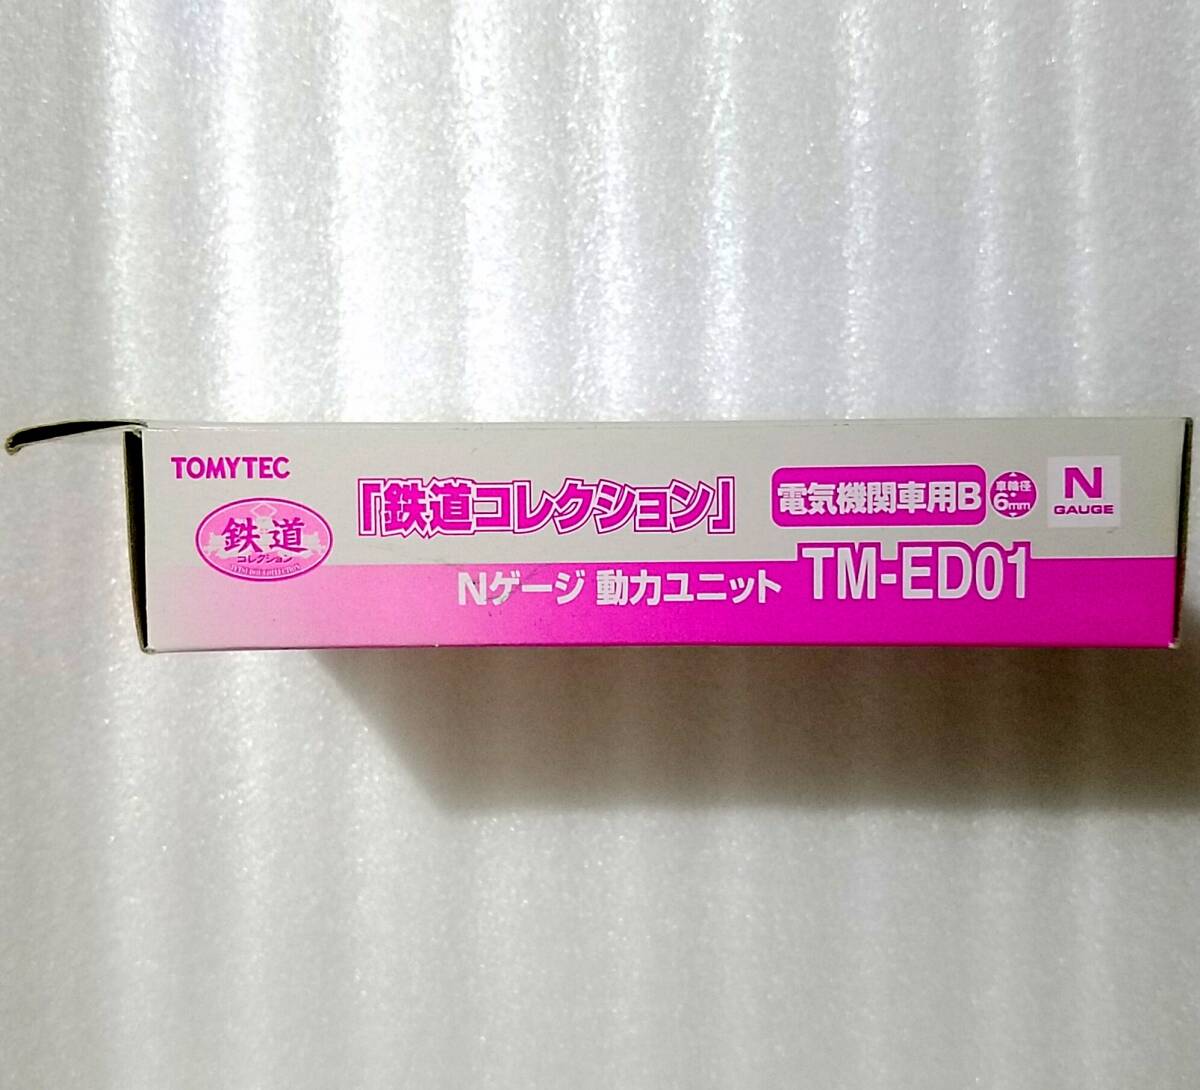 TOMYTEC
鉄道
コレクション
「鉄道コレクション」
電気機関車用B
車輪径
6mm
N
GAUGE
Nゲージ 動力ユニット TM-ED01